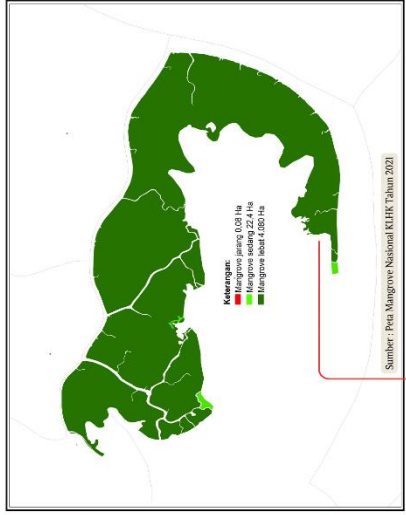 Keterangan:
Mangrove jarang 0.08 Ha
Mangrove sedang 22.4 Ha
Mangrove lebat 4.080 Ha
Sumber : Peta Mangrove Nasional KLHK Tahun 2021